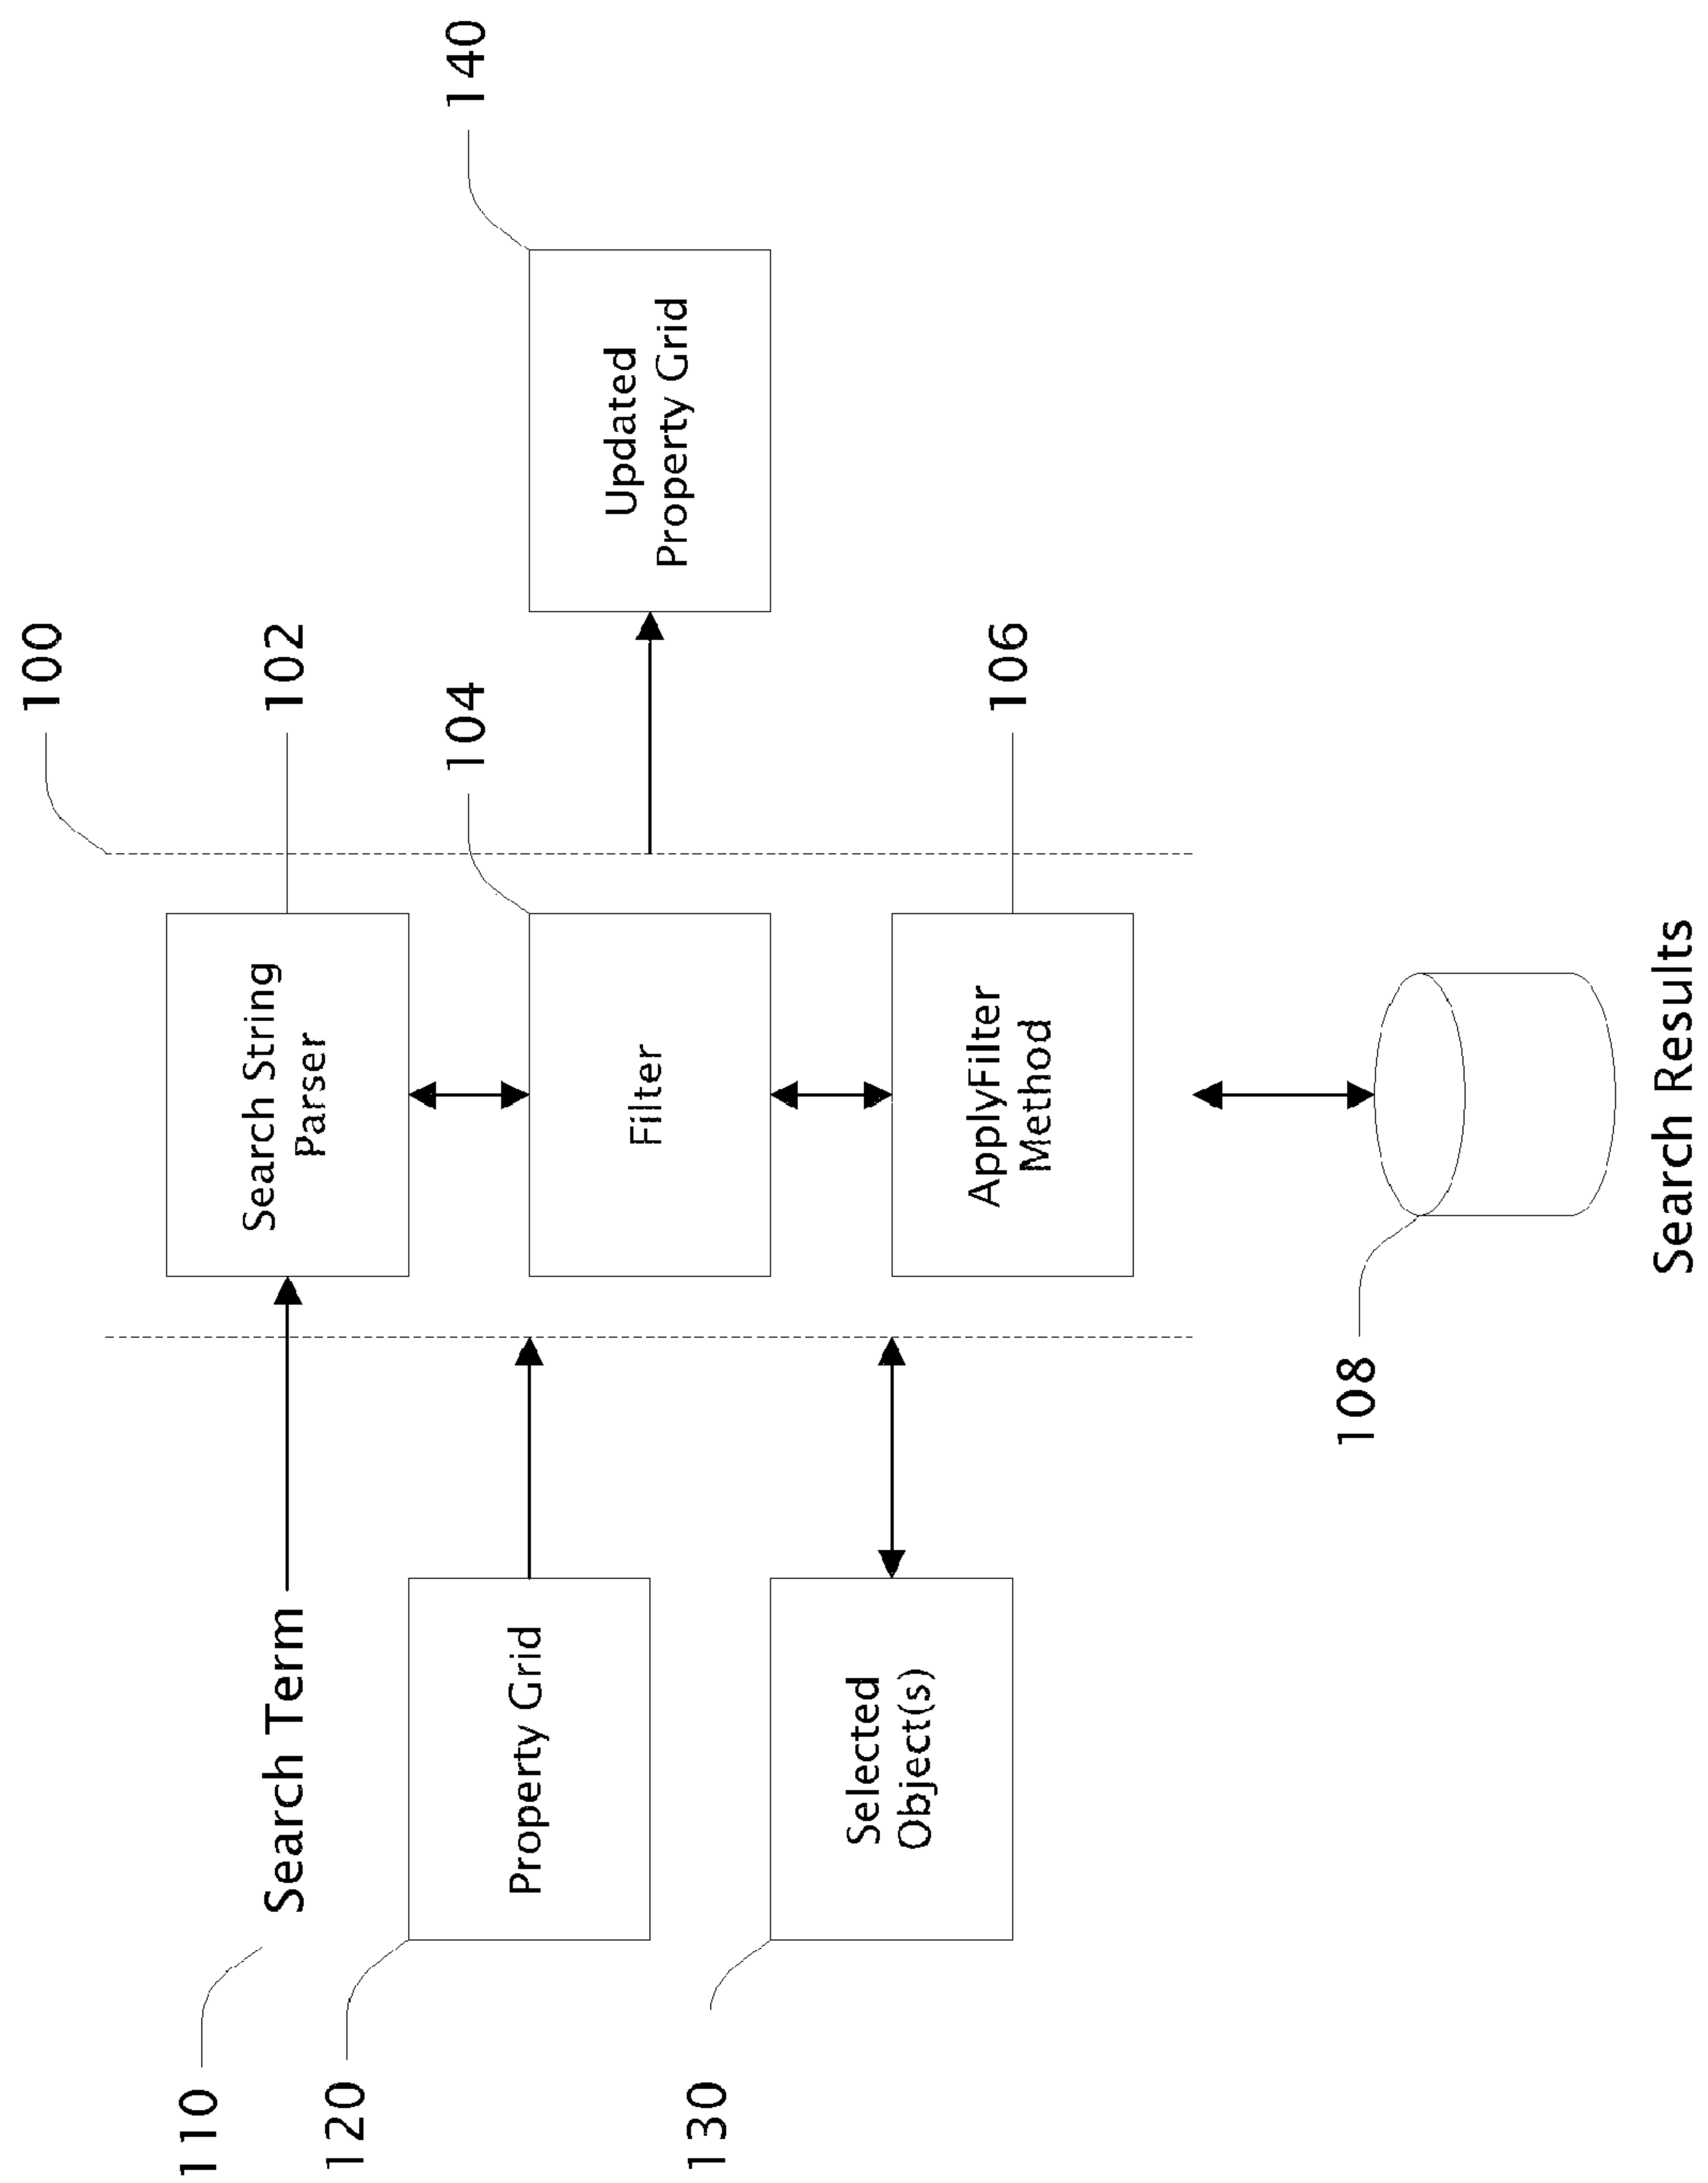 100
102
104
140
110
Search Term
Search String
Parser
120
Property Grid
Filter
Updated
Property Grid
130
Selected
Object(s)
ApplyFilter
Method
106
108
Search Results